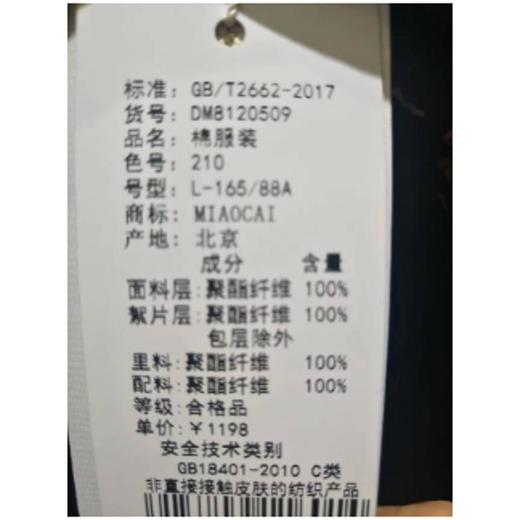 标准: GB/T2662-2017
货号: DM8120509
品名: 棉服装
色号: 210
号型: L-165/88A
商标: MIAOCAI
产地: 北京
成分 含量
面料层:聚酯纤维 100%
絮片层:聚酯纤维 100%
包层除外
里料:聚酯纤维 100%
配料:聚酯纤维 100%
等级:合格品
单价:￥1198
安全技术类别
GB18401-2010 C类
非直接接触皮肤的纺织产品